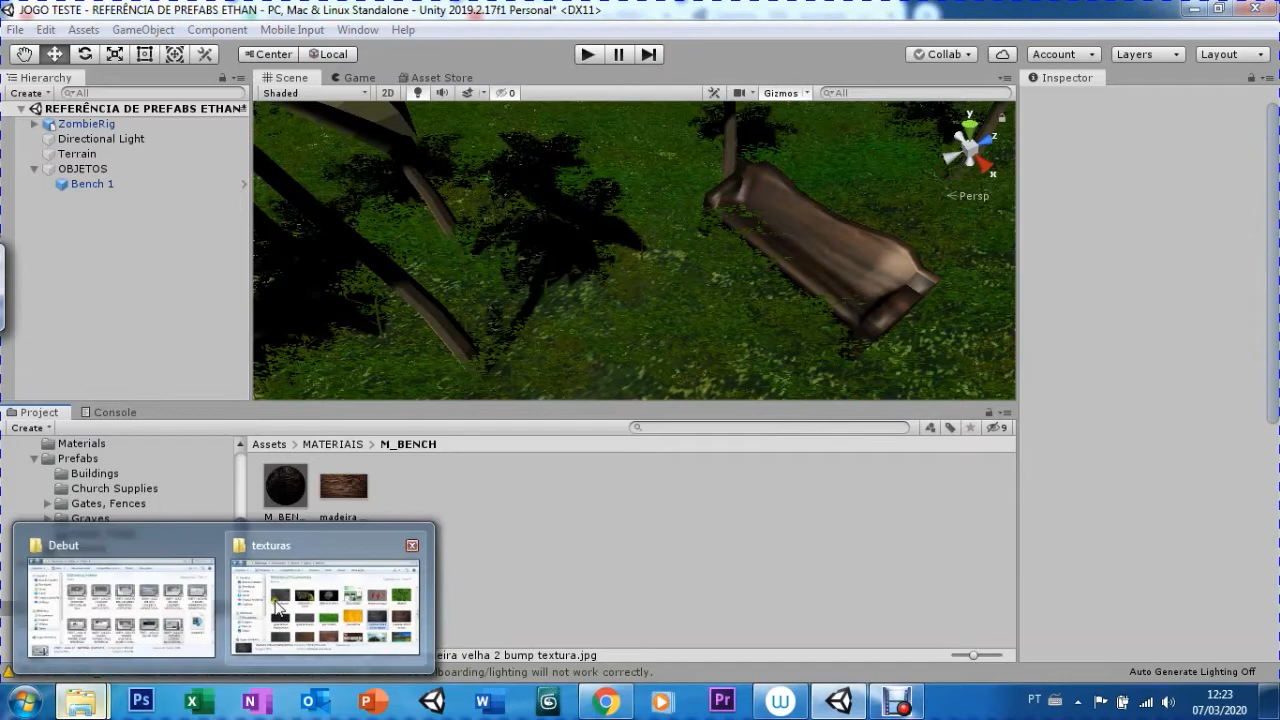 JOGO TESTE - REFERÊNCIA DE PREFABS ETHAN - PC, Mac & Linux Standalone - Unity 2019.2.17f1 Personal* <DX11>
File Edit Assets GameObject Component Mobile Input Window Help
Center Local Collab Account Layers Layout
Hierarchy Scene Game Asset Store Inspector
Create All Shaded 2D 0 Gizmos All
REFERÊNCIA DE PREFABS ETHAN
ZombieRig
Directional Light
Terrain
OBJETOS
Bench 1
y
z
x
Persp
Project Console
Create 9
Materials
Prefabs
Buildings
Church Supplies
Gates, Fences
Graves
Assets MATERIAIS M_BENCH
M_BEN... madeira ...
Debut texturas
eira velha 2 bump textura.jpg
boarding/lighting will not work correctly.
Auto Generate Lighting Off
PT
12:23
07/03/2020